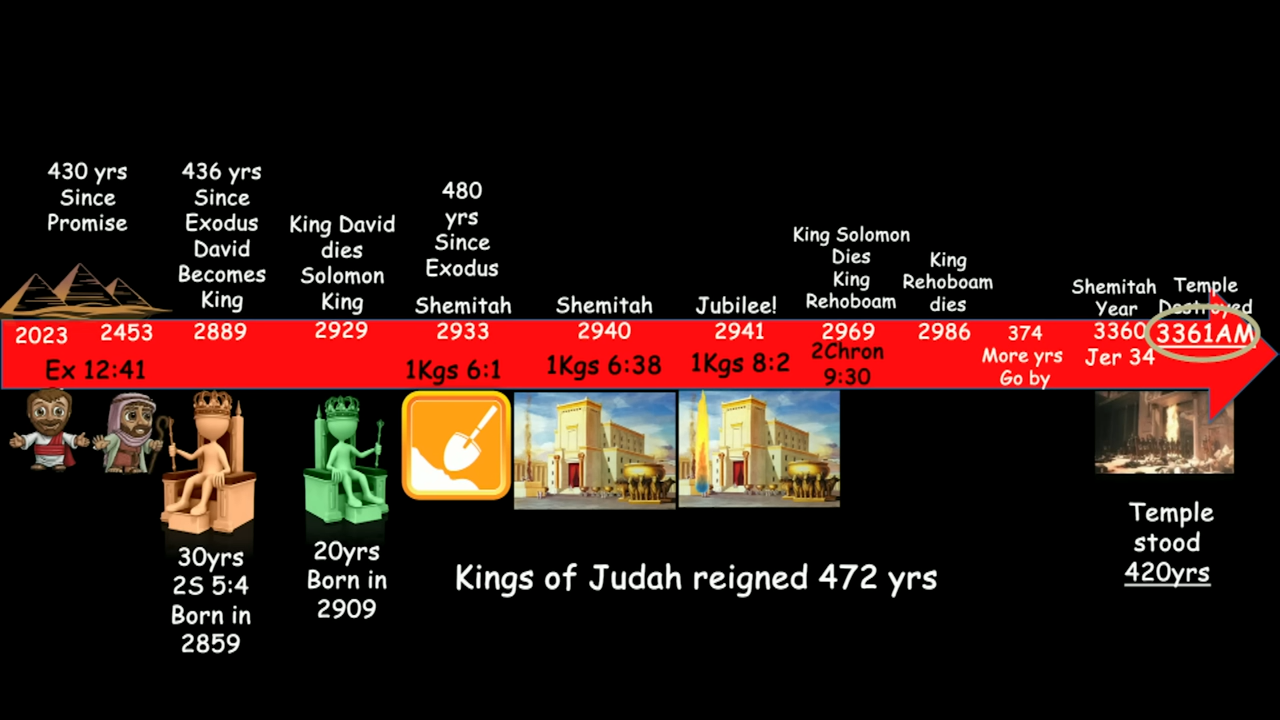 430 yrs
Since
Promise
436 yrs
Since
Exodus
David
Becomes
King
King David
dies
Solomon
King
480
yrs
Since
Exodus
Shemitah
Shemitah
Jubilee!
King Solomon
Dies
King
Rehoboam
King
Rehoboam
dies
Shemitah
Year
Temple
Destroyed
2023
2453
2889
2929
2933
2940
2941
2969
2986
374
More yrs
Go by
3360
3361AM
Ex 12:41
1Kgs 6:1
1Kgs 6:38
1Kgs 8:2
2Chron
9:30
Jer 34
30yrs
2S 5:4
Born in
2859
20yrs
Born in
2909
Kings of Judah reigned 472 yrs
Temple
stood
420yrs